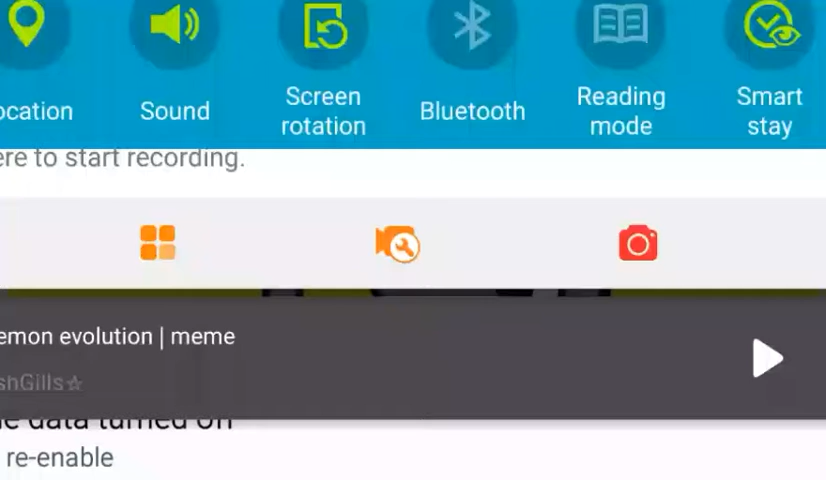 ocation
Sound
Screen
rotation
Bluetooth
Reading
mode
Smart
stay
ere to start recording.
emon evolution | meme
shGills☆
e data turned off
re-enable